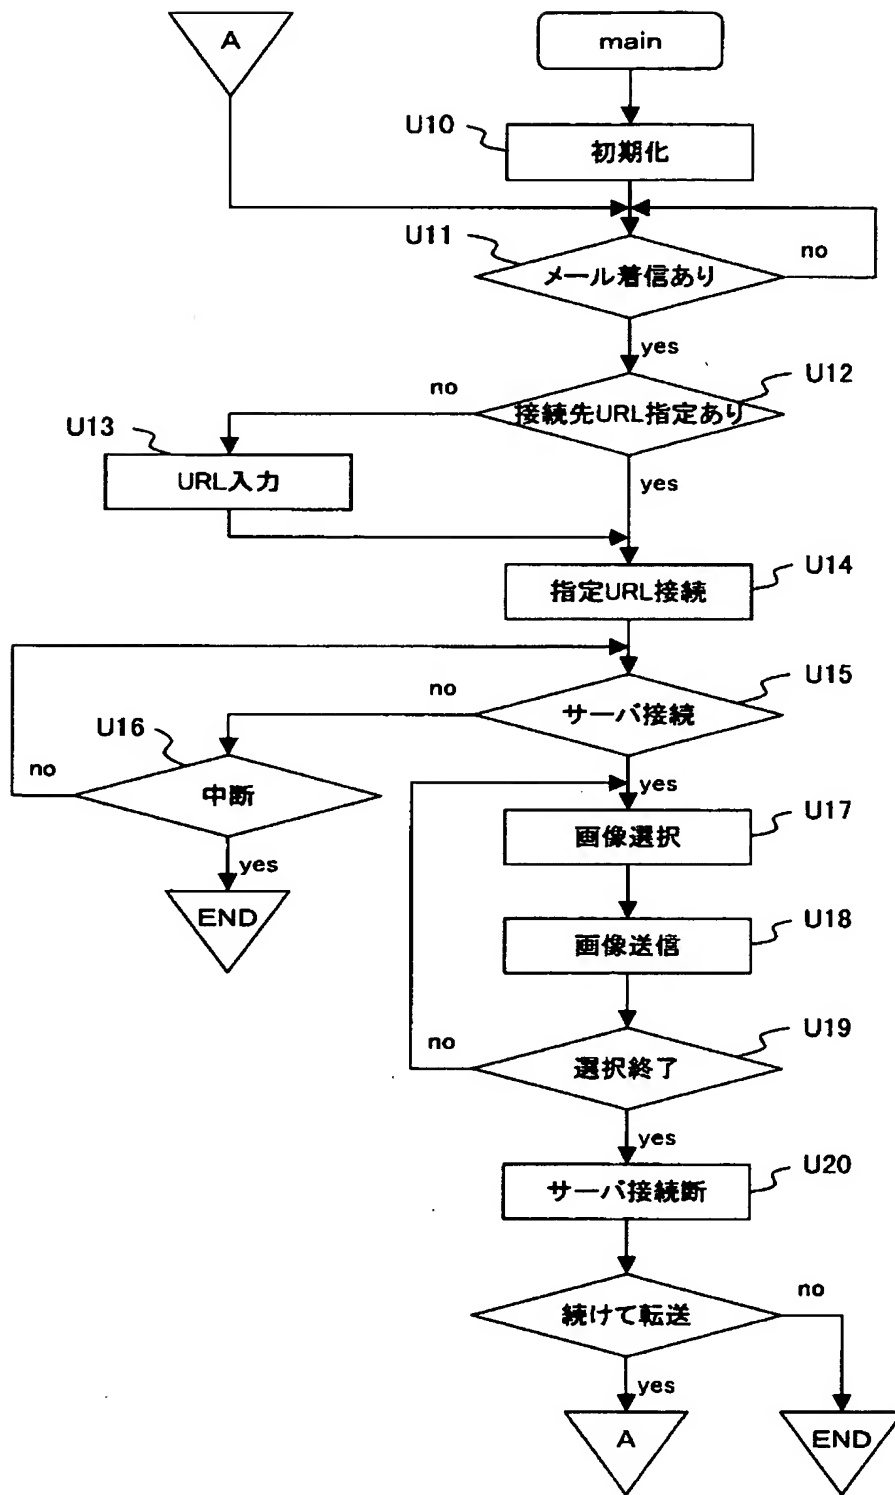 A
main
U10
初期化
U11
メール着信あり
no
yes
U12
接続先URL指定あり
no
U13
URL入力
yes
U14
指定URL接続
U15
サーバ接続
no
U16
中断
no
yes
END
yes
U17
画像選択
U18
画像送信
U19
選択終了
no
yes
U20
サーバ接続断
続けて転送
no
yes
A
END